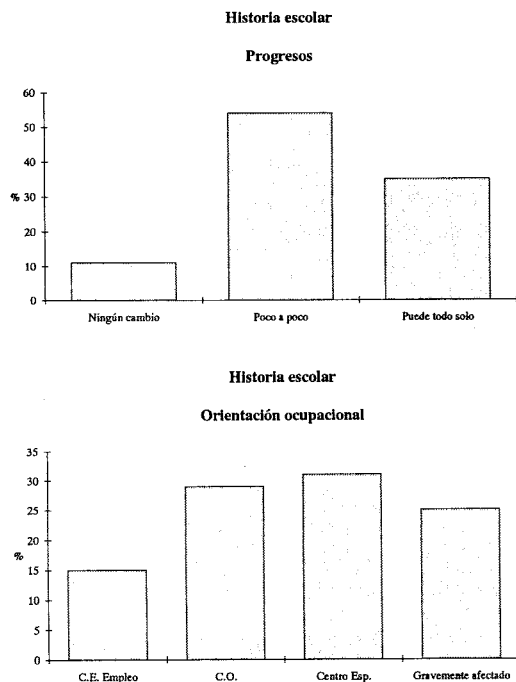 Historia escolar
Progresos
60
50
40
30
20
10
0
%
Ningún cambio
Poco a poco
Puede todo solo
Historia escolar
Orientación ocupacional
35
30
25
20
15
10
5
0
%
C.E. Empleo
C.O.
Centro Esp.
Gravemente afectado